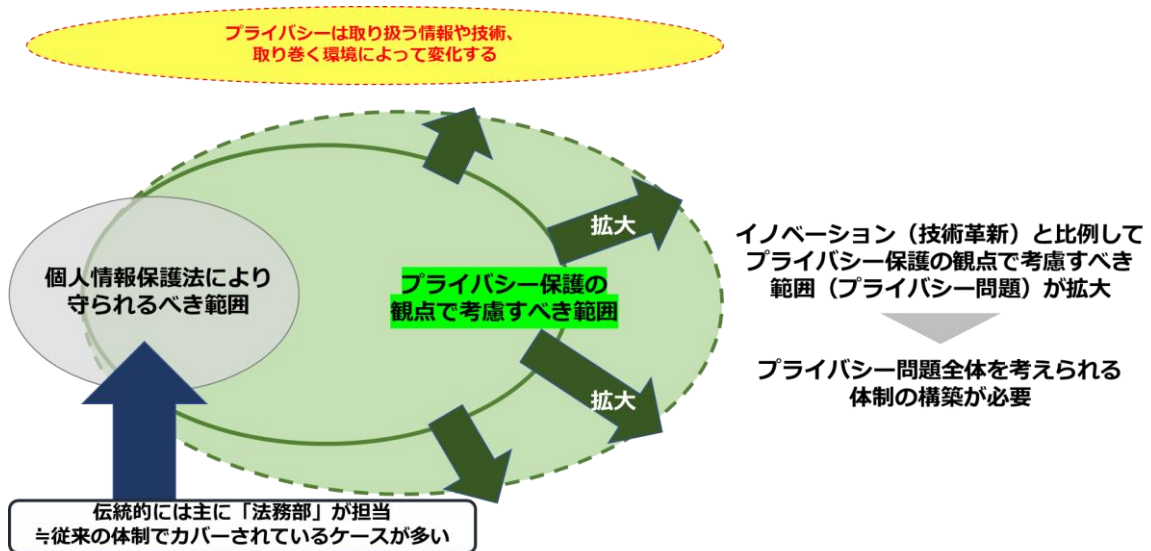 プライバシーは取り扱う情報や技術、
取り巻く環境によって変化する
拡大
個人情報保護法により
守られるべき範囲
プライバシー保護の
観点で考慮すべき範囲
拡大
伝統的には主に「法務部」が担当
≒従来の体制でカバーされているケースが多い
イノベーション（技術革新）と比例して
プライバシー保護の観点で考慮すべき
範囲（プライバシー問題）が拡大
プライバシー問題全体を考えられる
体制の構築が必要